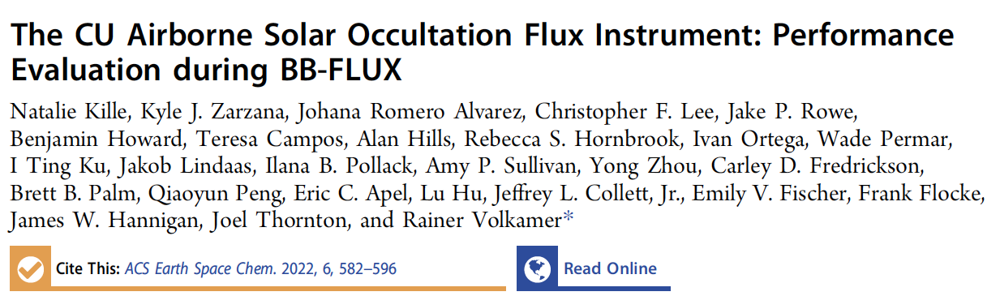 The CU Airborne Solar Occultation Flux Instrument: Performance
Evaluation during BB-FLUX
Natalie Kille, Kyle J. Zarzana, Johana Romero Alvarez, Christopher F. Lee, Jake P. Rowe,
Benjamin Howard, Teresa Campos, Alan Hills, Rebecca S. Hornbrook, Ivan Ortega, Wade Permar,
I Ting Ku, Jakob Lindaas, Ilana B. Pollack, Amy P. Sullivan, Yong Zhou, Carley D. Fredrickson,
Brett B. Palm, Qiaoyun Peng, Eric C. Apel, Lu Hu, Jeffrey L. Collett, Jr., Emily V. Fischer, Frank Flocke,
James W. Hannigan, Joel Thornton, and Rainer Volkamer*
Cite This: ACS Earth Space Chem. 2022, 6, 582–596
Read Online